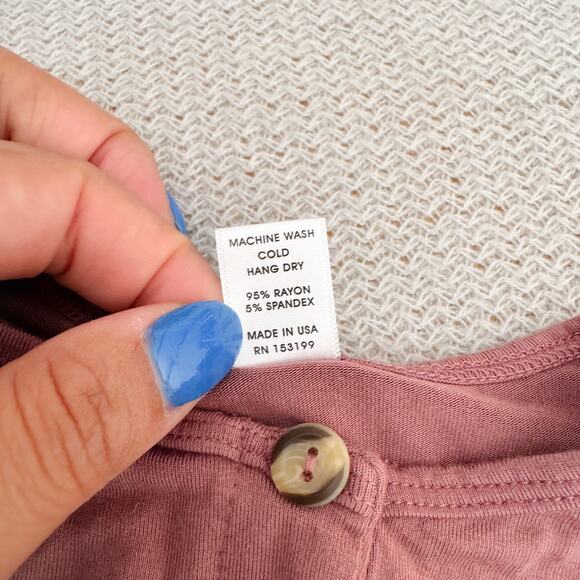 MACHINE WASH
COLD
HANG DRY
95% RAYON
5% SPANDEX
MADE IN USA
RN 153199